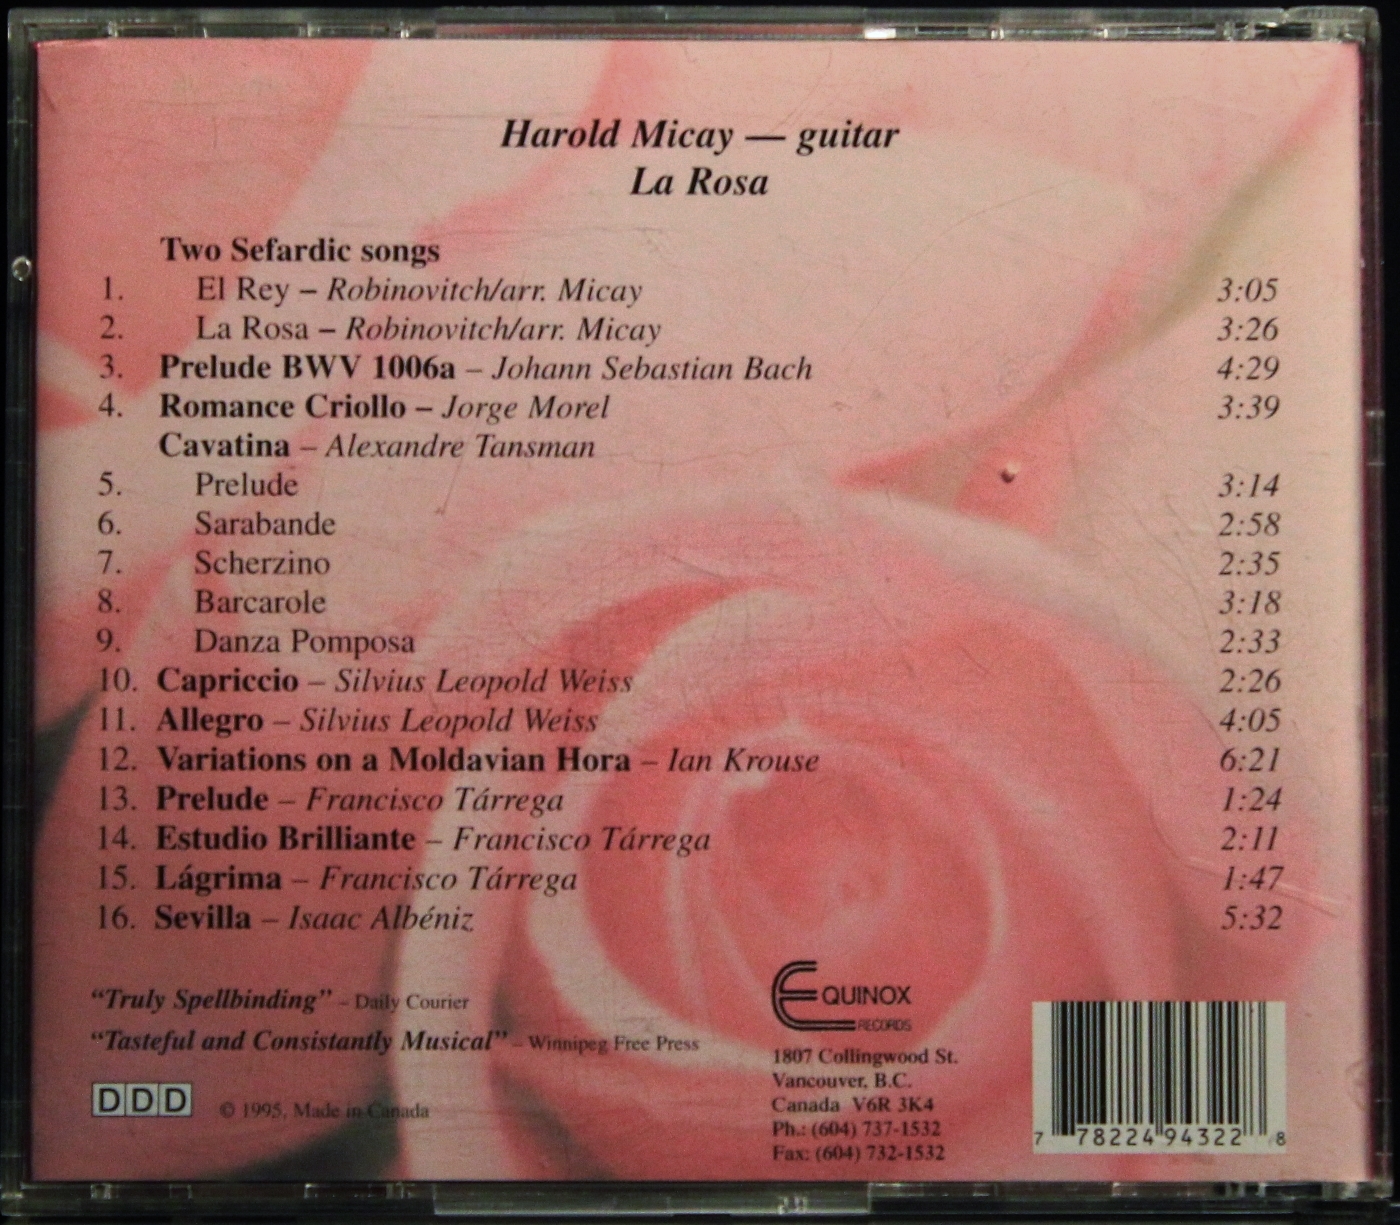 Harold Micay — guitar
La Rosa
Two Sefardic songs
1. El Rey – Robinovitch/arr. Micay 3:05
2. La Rosa – Robinovitch/arr. Micay 3:26
3. Prelude BWV 1006a – Johann Sebastian Bach 4:29
4. Romance Criollo – Jorge Morel 3:39
Cavatina – Alexandre Tansman
5. Prelude 3:14
6. Sarabande 2:58
7. Scherzino 2:35
8. Barcarole 3:18
9. Danza Pomposa 2:33
10. Capriccio – Silvius Leopold Weiss 2:26
11. Allegro – Silvius Leopold Weiss 4:05
12. Variations on a Moldavian Hora – Ian Krouse 6:21
13. Prelude – Francisco Tárrega 1:24
14. Estudio Brilliante – Francisco Tárrega 2:11
15. Lágrima – Francisco Tárrega 1:47
16. Sevilla – Isaac Albéniz 5:32
“Truly Spellbinding” – Daily Courier
“Tasteful and Consistantly Musical” – Winnipeg Free Press
DDD © 1995, Made in Canada
EQUINOX
RECORDS
1807 Collingwood St.
Vancouver, B.C.
Canada V6R 3K4
Ph.: (604) 737-1532
Fax: (604) 732-1532
7 78224 94322 8